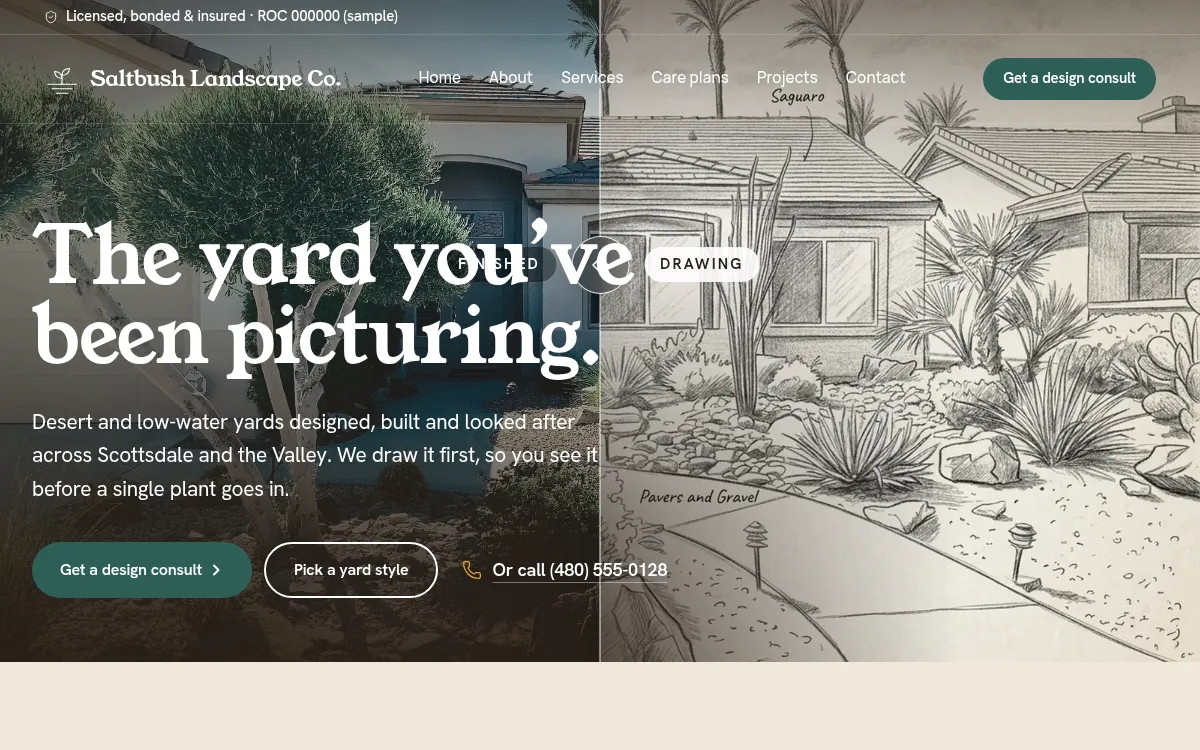 Licensed, bonded & insured · ROC 000000 (sample)
Saltbush Landscape Co.
Home About Services Care plans Projects Contact
Get a design consult
Saguaro
The yard you’ve
been picturing.
FINISHED
DRAWING
Desert and low-water yards designed, built and looked after
across Scottsdale and the Valley. We draw it first, so you see it
before a single plant goes in.
Pavers and Gravel
Get a design consult
Pick a yard style
Or call (480) 555-0128